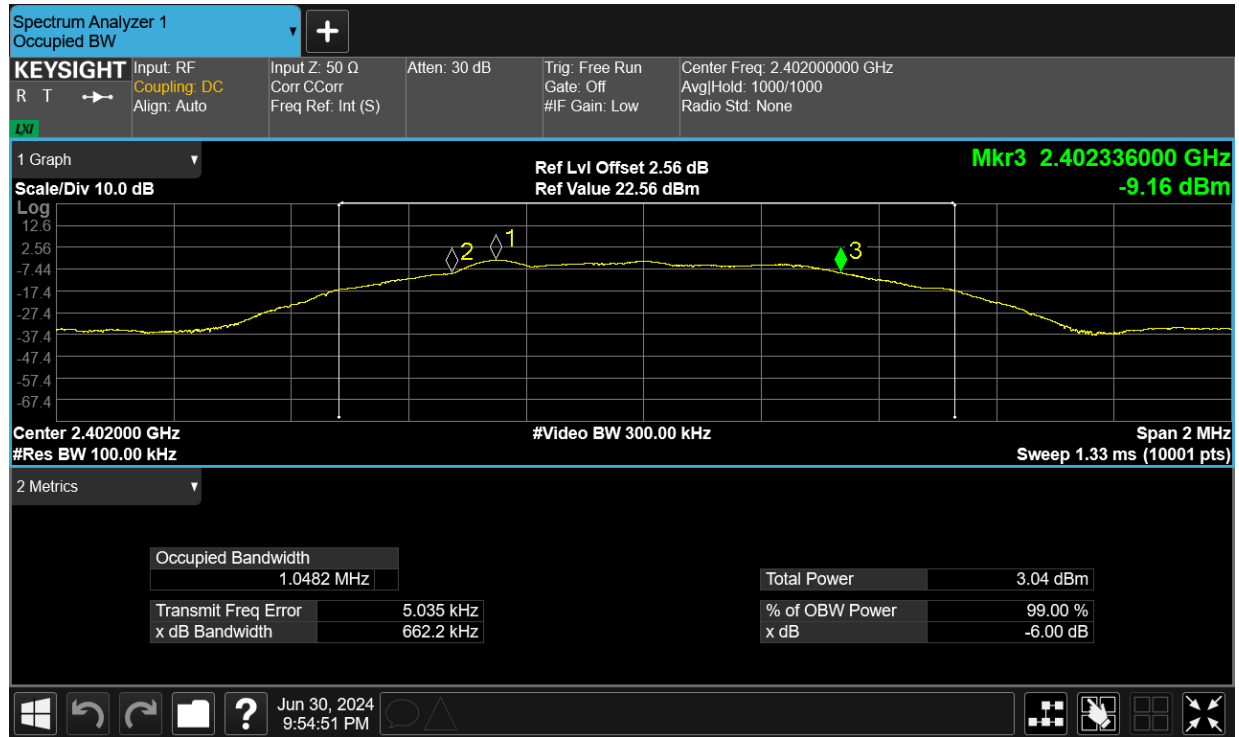 Spectrum Analyzer 1
Occupied BW
KEYSIGHT
R T
LXI
Input: RF
Coupling: DC
Align: Auto
Input Z: 50 Ω
Corr CCorr
Freq Ref: Int (S)
Atten: 30 dB
Trig: Free Run
Gate: Off
#IF Gain: Low
Center Freq: 2.402000000 GHz
Avg|Hold: 1000/1000
Radio Std: None
1 Graph
Scale/Div 10.0 dB
Ref Lvl Offset 2.56 dB
Ref Value 22.56 dBm
Mkr3 2.402336000 GHz
-9.16 dBm
Log
12.6
2.56
-7.44
-17.4
-27.4
-37.4
-47.4
-57.4
-67.4
2
1
3
Center 2.402000 GHz
#Res BW 100.00 kHz
#Video BW 300.00 kHz
Span 2 MHz
Sweep 1.33 ms (10001 pts)
2 Metrics
Occupied Bandwidth
1.0482 MHz
Transmit Freq Error 5.035 kHz
x dB Bandwidth 662.2 kHz
Total Power 3.04 dBm
% of OBW Power 99.00 %
x dB -6.00 dB
?
Jun 30, 2024
9:54:51 PM